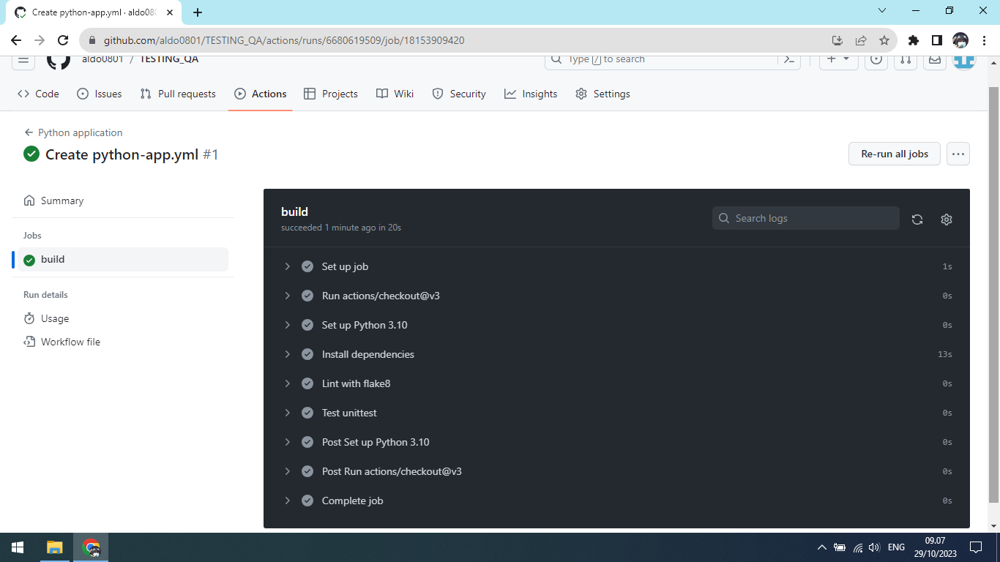 Create python-app.yml · aldo080
github.com/aldo0801/TESTING_QA/actions/runs/6680619509/job/18153909420
aldo0801 / TESTING_QA
Type / to search
Code
Issues
Pull requests
Actions
Projects
Wiki
Security
Insights
Settings
Python application
Create python-app.yml #1
Re-run all jobs
Summary
Jobs
build
Run details
Usage
Workflow file
build
succeeded 1 minute ago in 20s
Search logs
Set up job 1s
Run actions/checkout@v3 0s
Set up Python 3.10 0s
Install dependencies 13s
Lint with flake8 0s
Test unittest 0s
Post Set up Python 3.10 0s
Post Run actions/checkout@v3 0s
Complete job 0s
ENG
09.07
29/10/2023